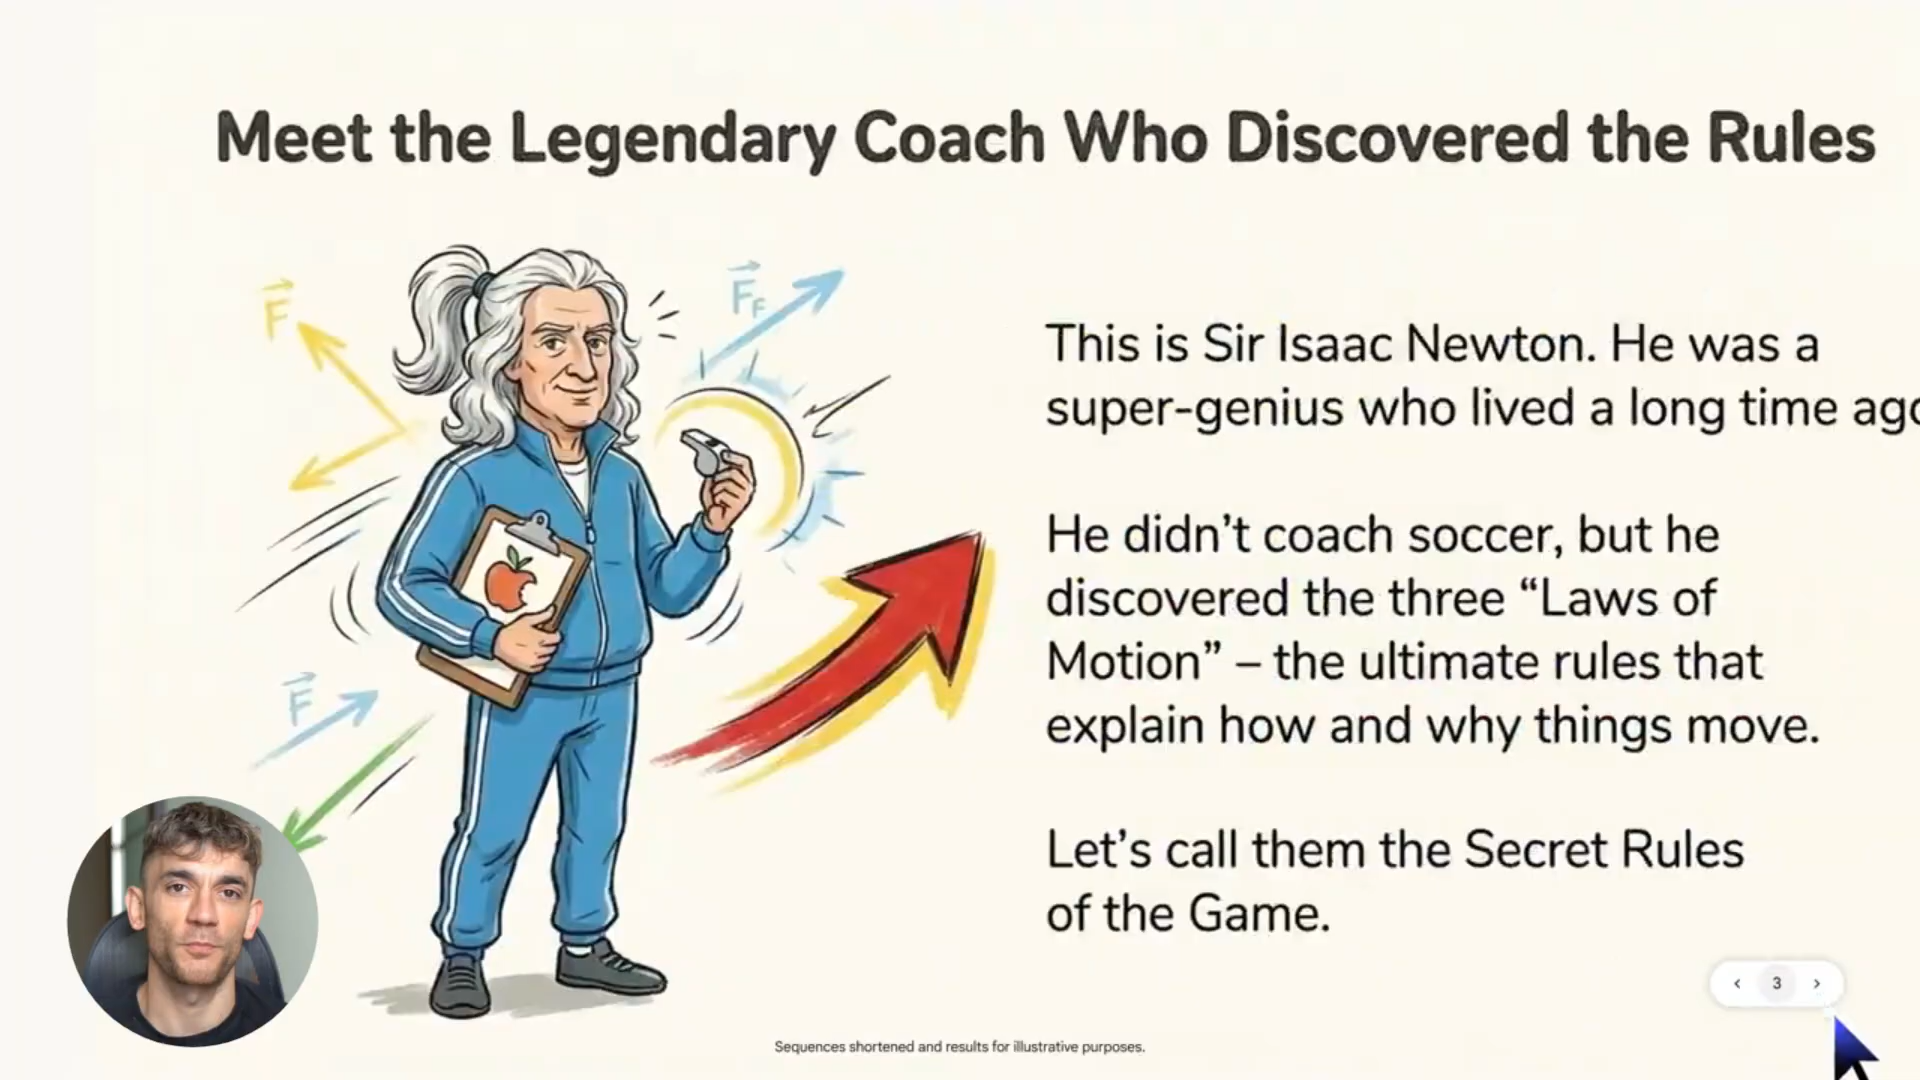 Meet the Legendary Coach Who Discovered the Rules
F
F_F
This is Sir Isaac Newton. He was a
super-genius who lived a long time ago
He didn’t coach soccer, but he
discovered the three “Laws of
Motion” – the ultimate rules that
explain how and why things move.
F
Let’s call them the Secret Rules
of the Game.
< 3 >
Sequences shortened and results for illustrative purposes.